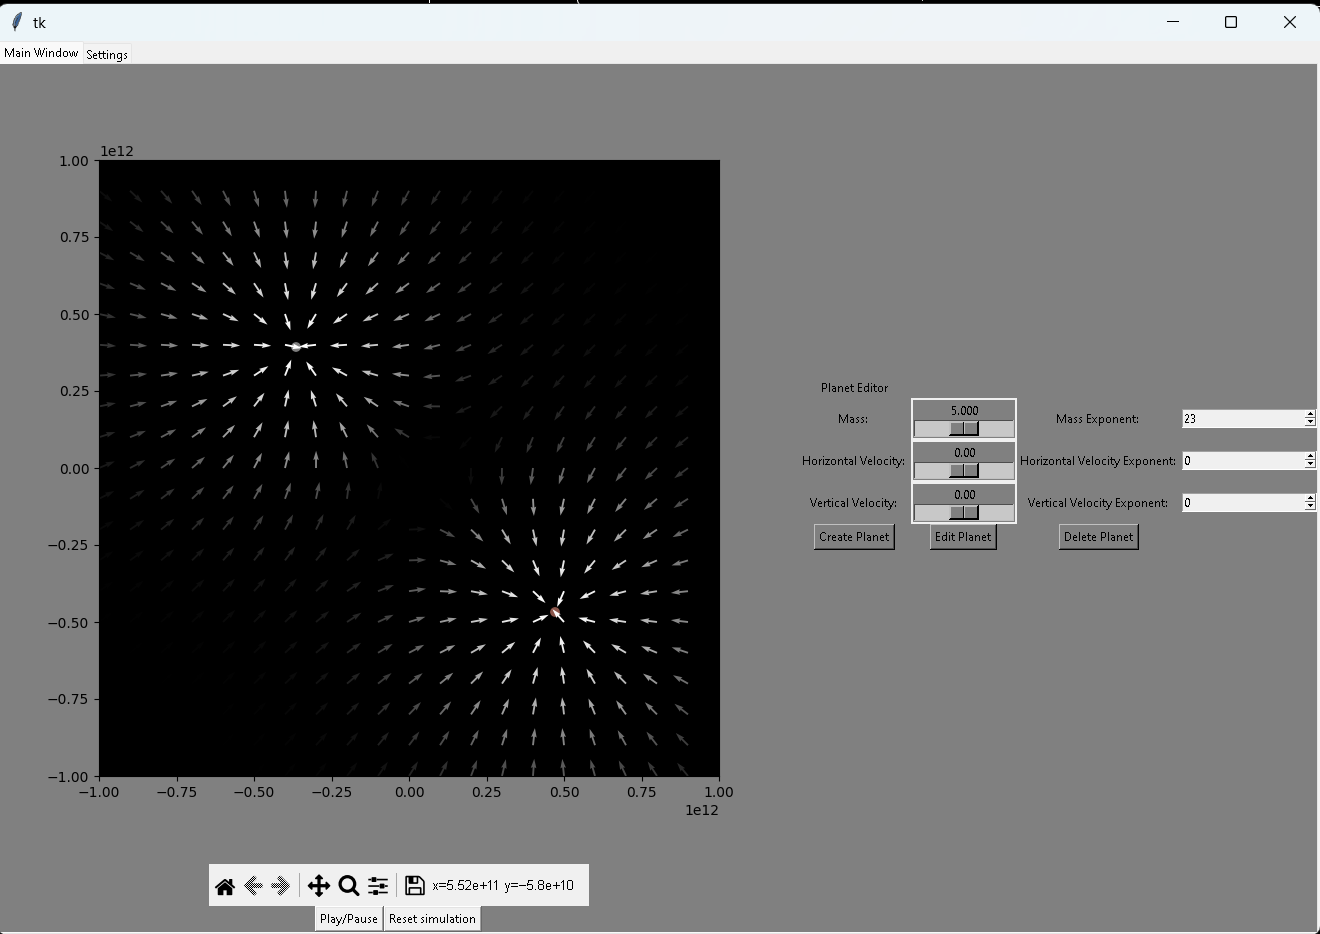 tk
Main Window Settings
1e12
1.00
0.75
0.50
0.25
0.00
−0.25
−0.50
−0.75
−1.00
−1.00 −0.75 −0.50 −0.25 0.00 0.25 0.50 0.75 1.00
1e12
Planet Editor
Mass: 5.000 Mass Exponent: 23
Horizontal Velocity: 0.00 Horizontal Velocity Exponent: 0
Vertical Velocity: 0.00 Vertical Velocity Exponent: 0
Create Planet Edit Planet Delete Planet
x=5.52e+11 y=−5.8e+10
Play/Pause Reset simulation